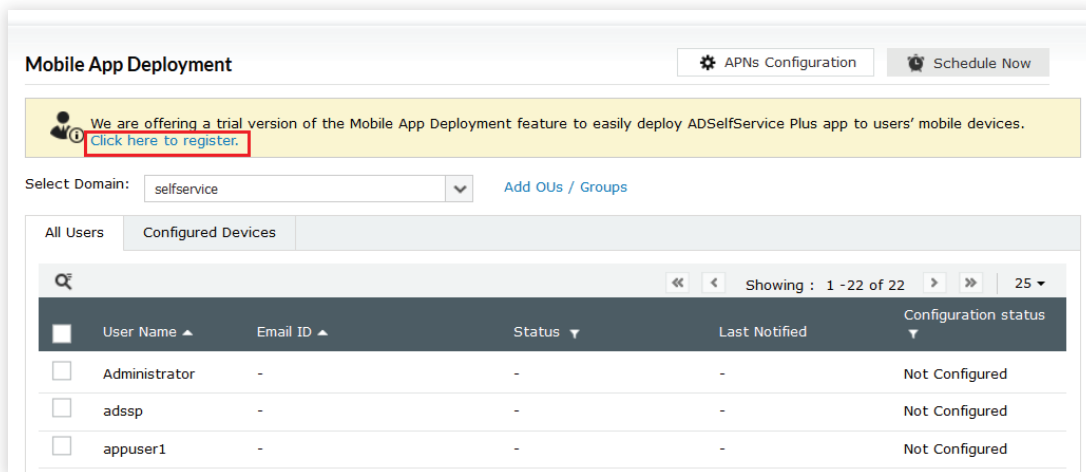 Mobile App Deployment
APNs Configuration
Schedule Now
We are offering a trial version of the Mobile App Deployment feature to easily deploy ADSelfService Plus app to users' mobile devices.
Click here to register.
Select Domain:
selfservice
Add OUs / Groups
All Users
Configured Devices
Showing : 1 -22 of 22
25
User Name
Email ID
Status
Last Notified
Configuration status
Administrator - - - Not Configured
adssp - - - Not Configured
appuser1 - - - Not Configured